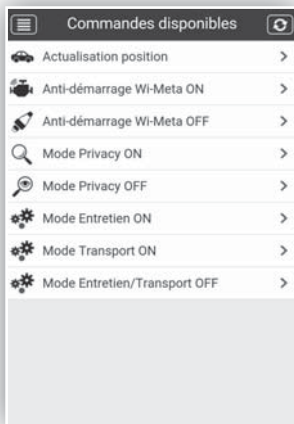 Commandes disponibles
Actualisation position
Anti-démarrage Wi-Meta ON
Anti-démarrage Wi-Meta OFF
Mode Privacy ON
Mode Privacy OFF
Mode Entretien ON
Mode Transport ON
Mode Entretien/Transport OFF